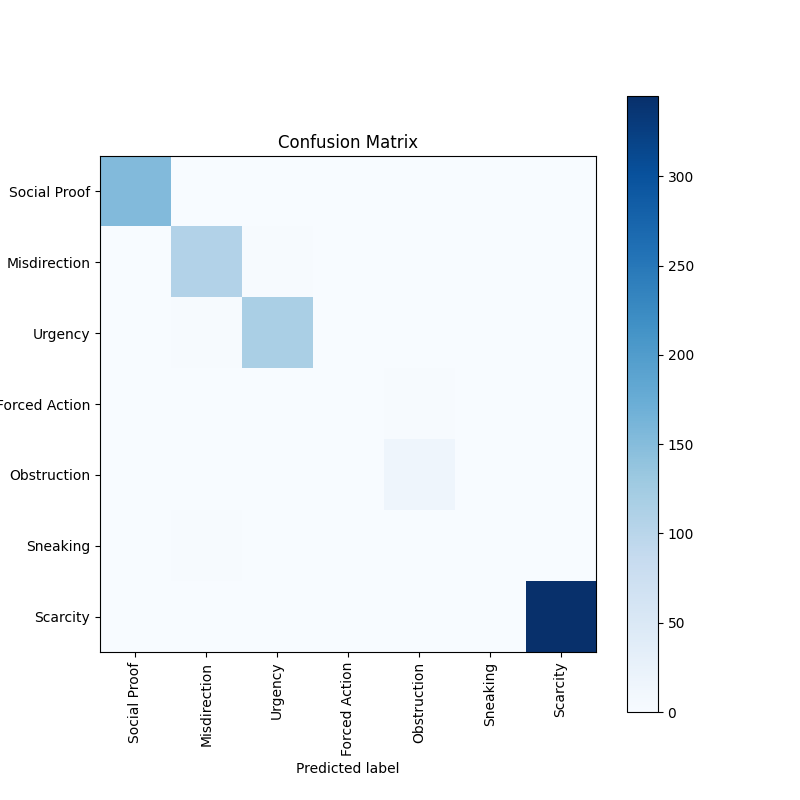 Confusion Matrix
Social Proof
Misdirection
Urgency
Forced Action
Obstruction
Sneaking
Scarcity
Social Proof
Misdirection
Urgency
Forced Action
Obstruction
Sneaking
Scarcity
Predicted label
300
250
200
150
100
50
0